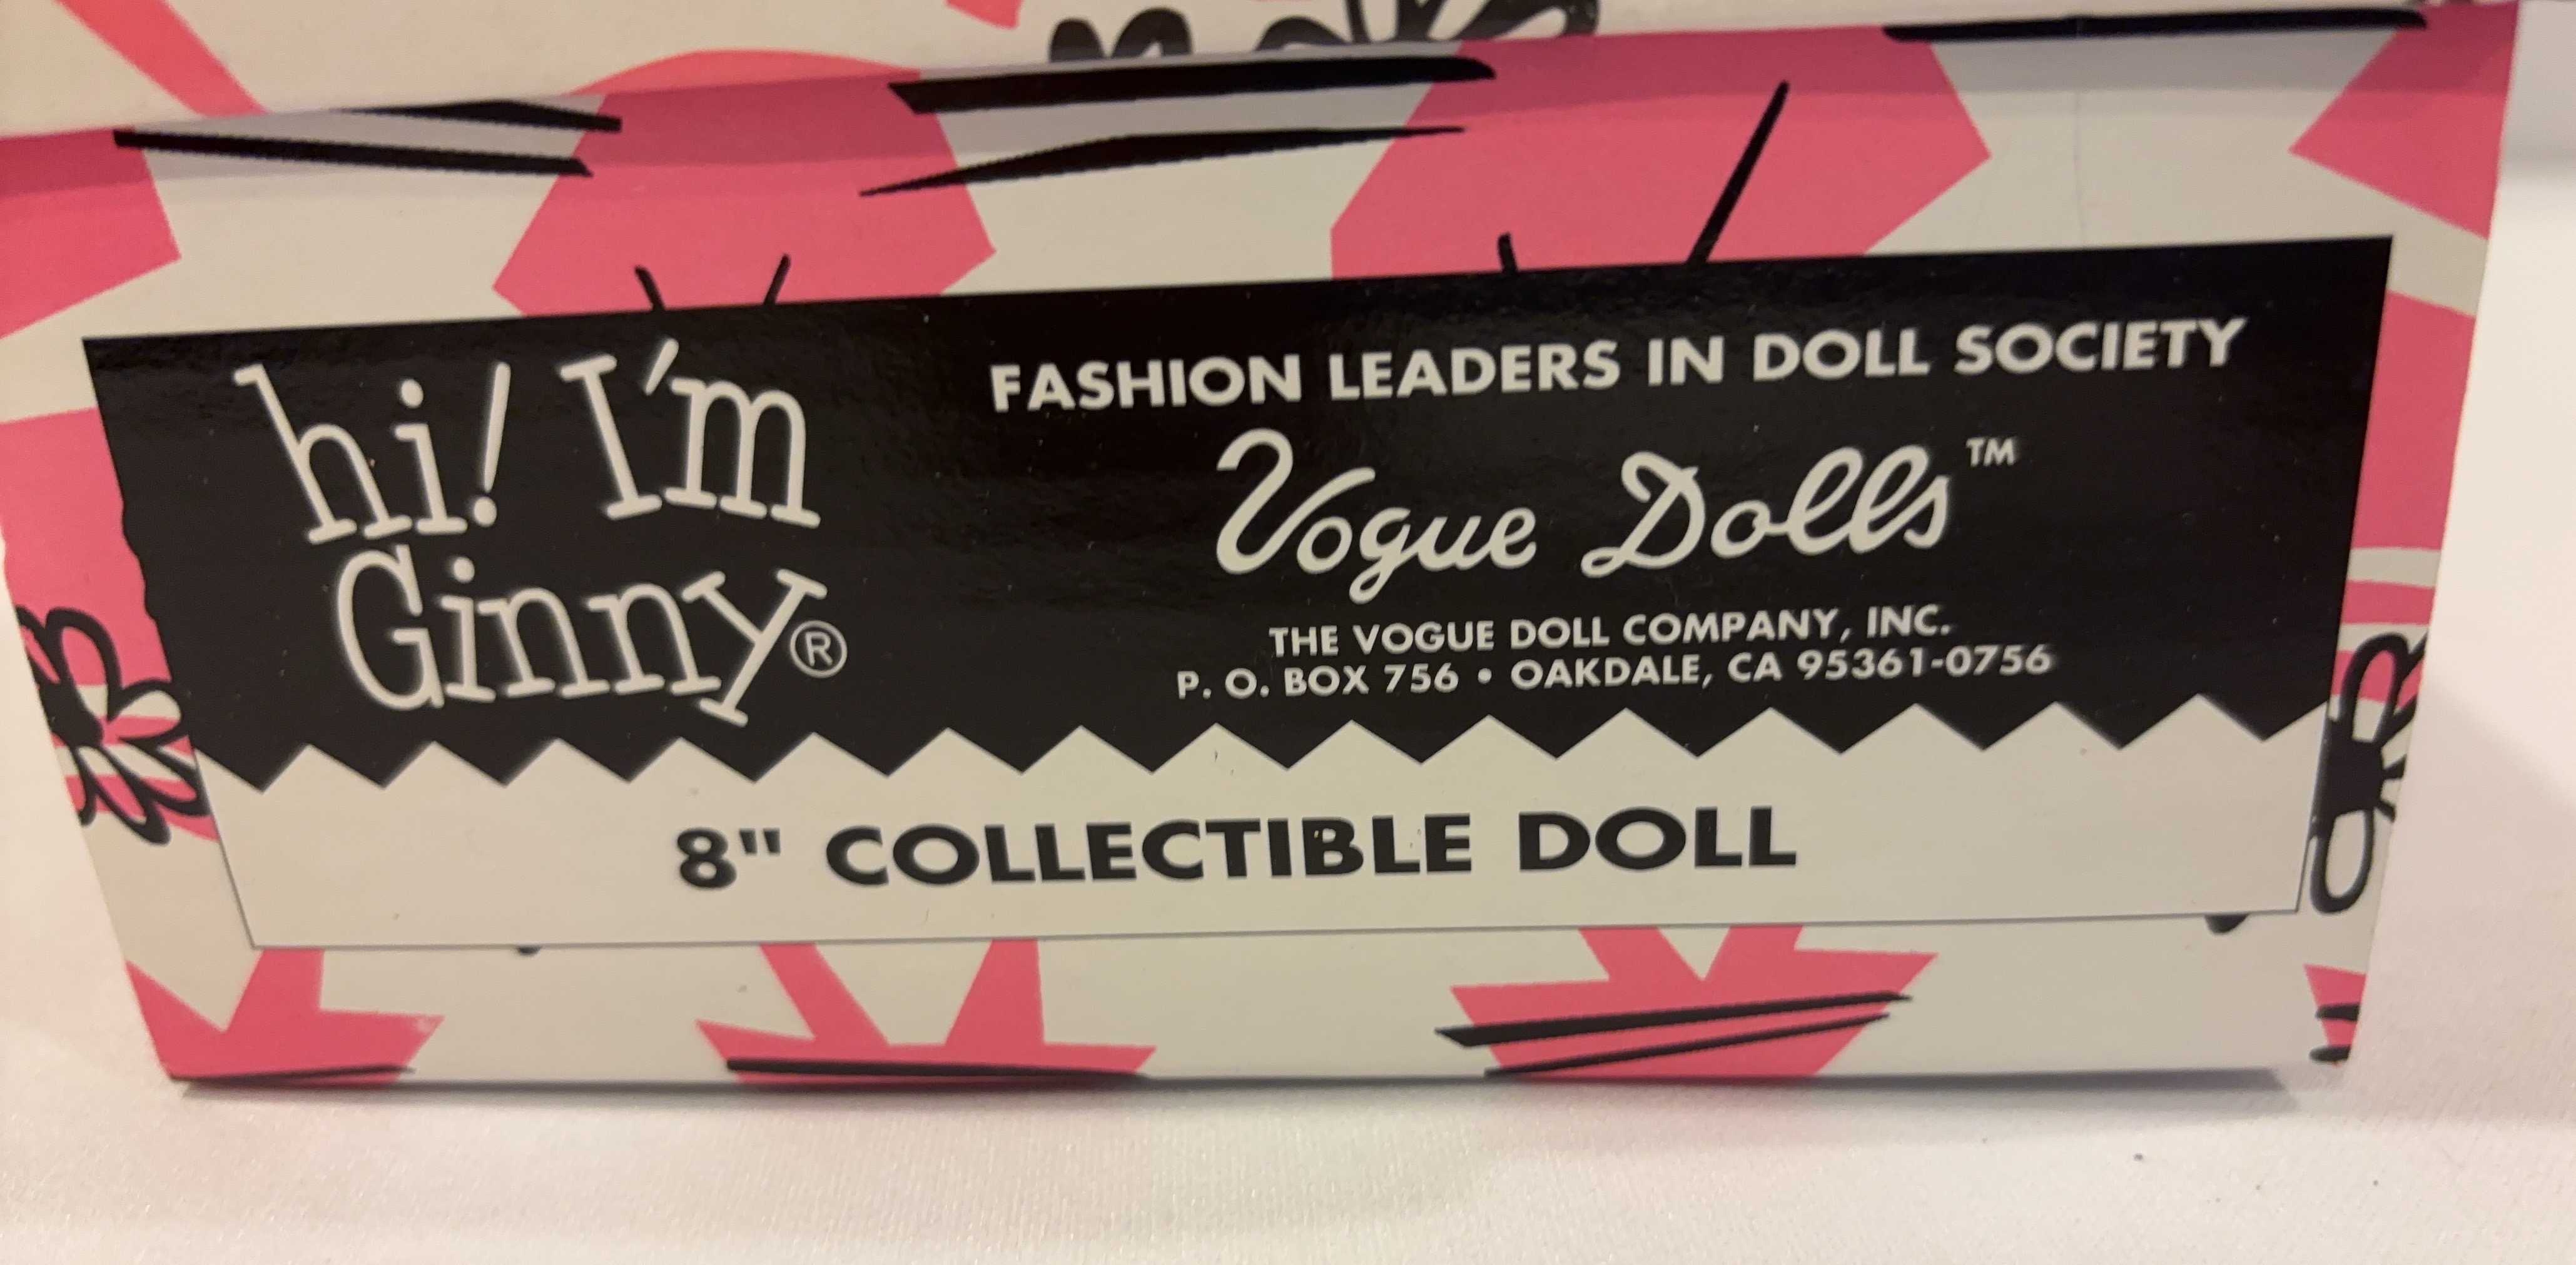 hi! I'm
Ginny®
FASHION LEADERS IN DOLL SOCIETY
Vogue Dolls™
THE VOGUE DOLL COMPANY, INC.
P. O. BOX 756 • OAKDALE, CA 95361-0756
8" COLLECTIBLE DOLL